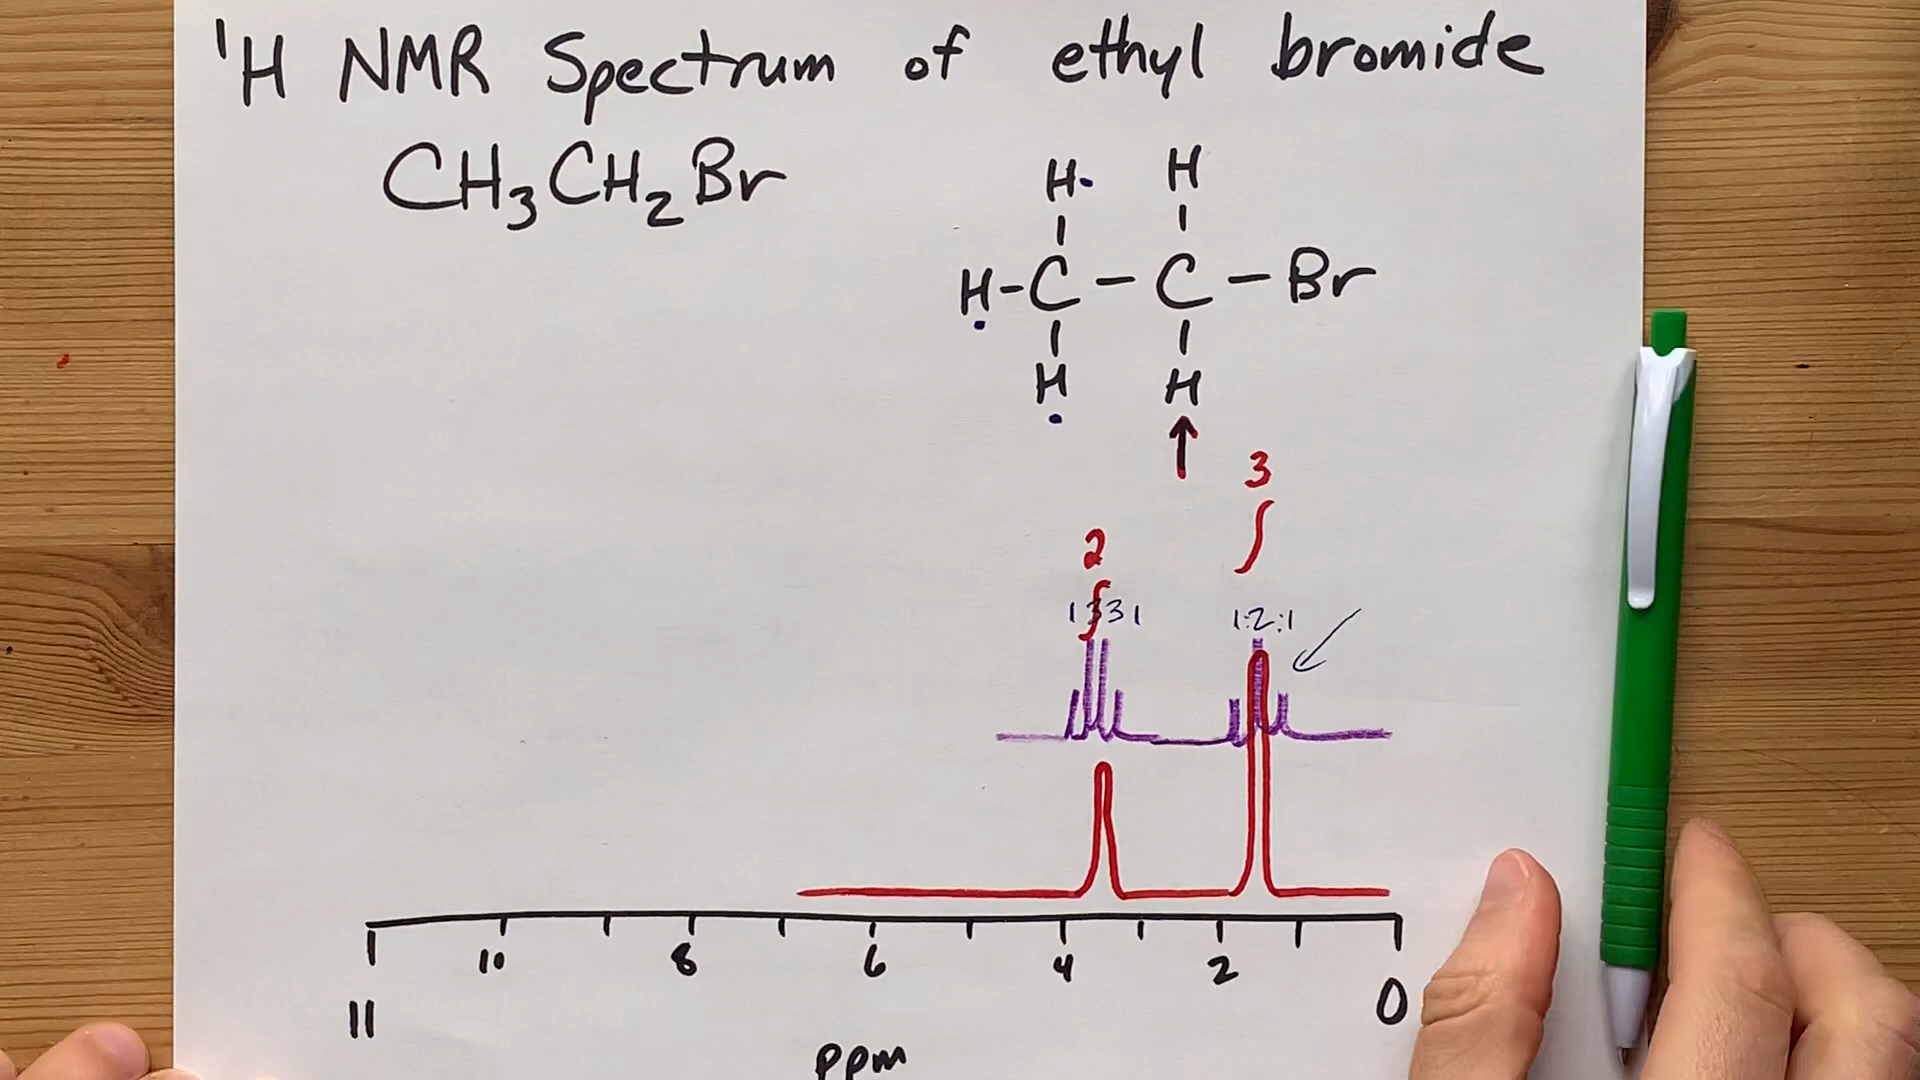 ¹H NMR Spectrum of ethyl bromide
CH₃CH₂Br
H H
H-C-C-Br
H H
3
2
1 3 3 1 1:2:1
10 8 6 4 2
11 0
ppm